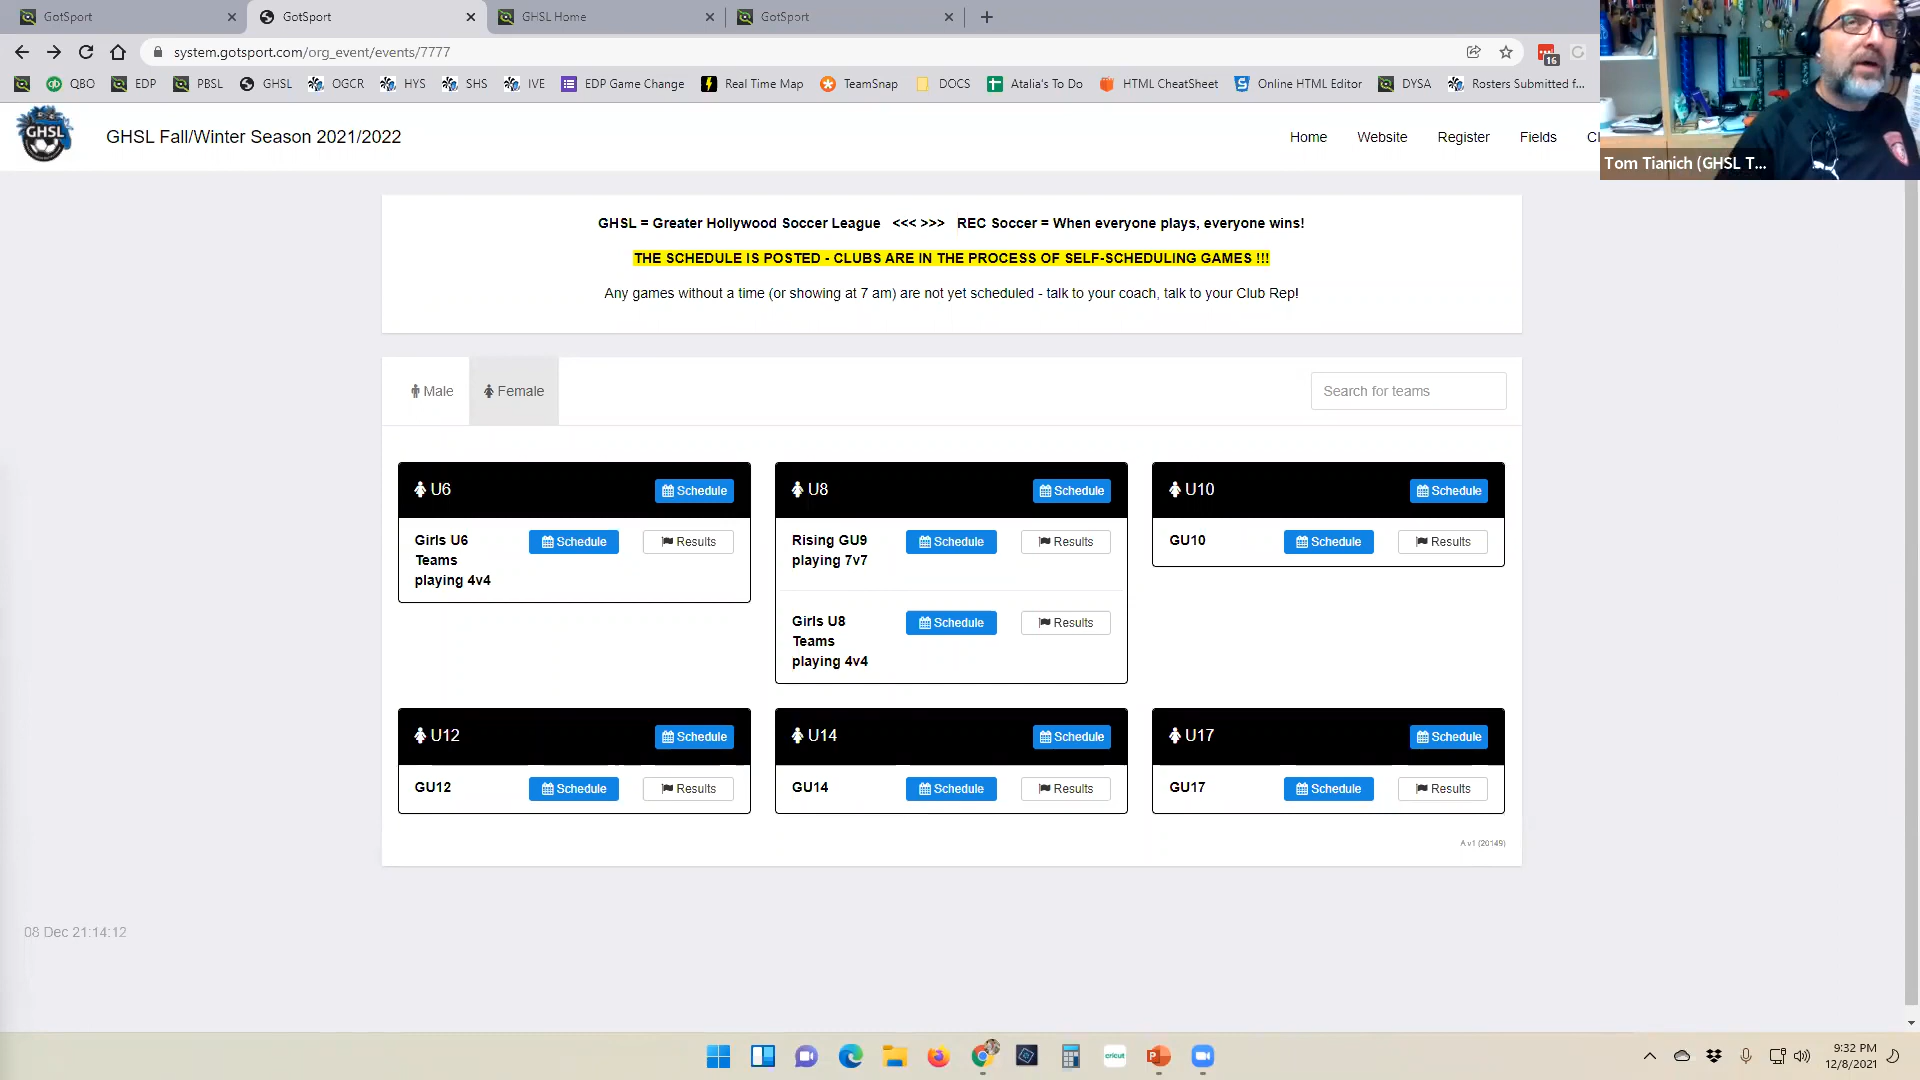 GotSport
GotSport
GHSL Home
GotSport
system.gotsport.com/org_event/events/7777
16
QBO
EDP
PBSL
GHSL
OGCR
HYS
SHS
IVE
EDP Game Change
Real Time Map
TeamSnap
DOCS
Atalia's To Do
HTML CheatSheet
Online HTML Editor
DYSA
Rosters Submitted f...
GHSL
GHSL Fall/Winter Season 2021/2022
Home
Website
Register
Fields
Cl
Tom Tianich (GHSL T...
GHSL = Greater Hollywood Soccer League <<< >>> REC Soccer = When everyone plays, everyone wins!
THE SCHEDULE IS POSTED - CLUBS ARE IN THE PROCESS OF SELF-SCHEDULING GAMES !!!
Any games without a time (or showing at 7 am) are not yet scheduled - talk to your coach, talk to your Club Rep!
Male
Female
Search for teams
U6
Schedule
Girls U6
Teams
playing 4v4
Schedule
Results
U8
Schedule
Rising GU9
playing 7v7
Schedule
Results
Girls U8
Teams
playing 4v4
Schedule
Results
U10
Schedule
GU10
Schedule
Results
U12
Schedule
GU12
Schedule
Results
U14
Schedule
GU14
Schedule
Results
U17
Schedule
GU17
Schedule
Results
A v1 (20149)
08 Dec 21:14:12
cricut
9:32 PM
12/8/2021